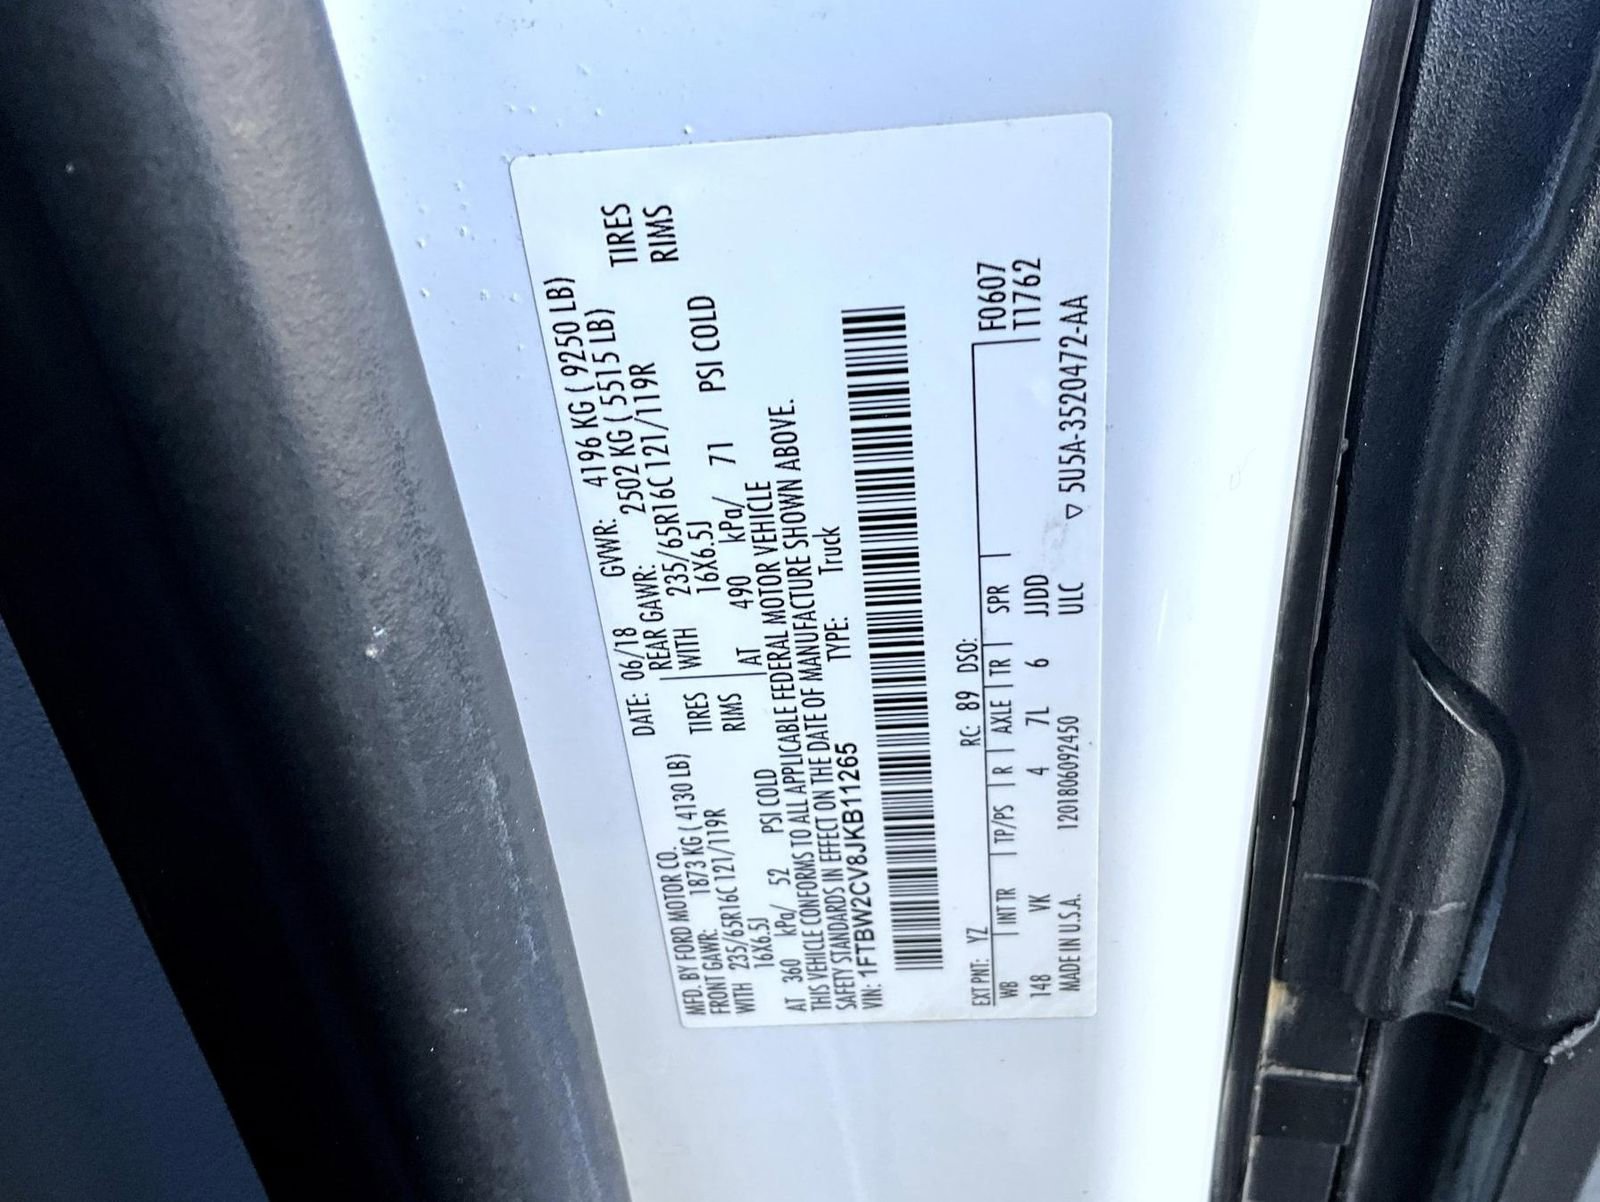 MFD. BY FORD MOTOR CO. DATE: 06/18 GVWR: 4196 KG ( 9250 LB)
FRONT GAWR: 1873 KG ( 4130 LB) REAR GAWR: 2502 KG ( 5515 LB)
WITH 235/65R16C 121/119R TIRES WITH 235/65R16C 121/119R TIRES
16X6.5J RIMS 16X6.5J RIMS
AT 360 kPa/ 52 PSI COLD AT 490 kPa/ 71 PSI COLD
THIS VEHICLE CONFORMS TO ALL APPLICABLE FEDERAL MOTOR VEHICLE
SAFETY STANDARDS IN EFFECT ON THE DATE OF MANUFACTURE SHOWN ABOVE.
VIN: 1FTBW2CV8JKB11265 TYPE: Truck
EXT PNT: YZ RC: 89 DSO: F0607
WB INT TR TP/PS R AXLE TR SPR T1762
148 VK 4 7L 6 JJDD
MADE IN U.S.A. 1201806092450 ULC ▽ 5U5A-3520472-AA